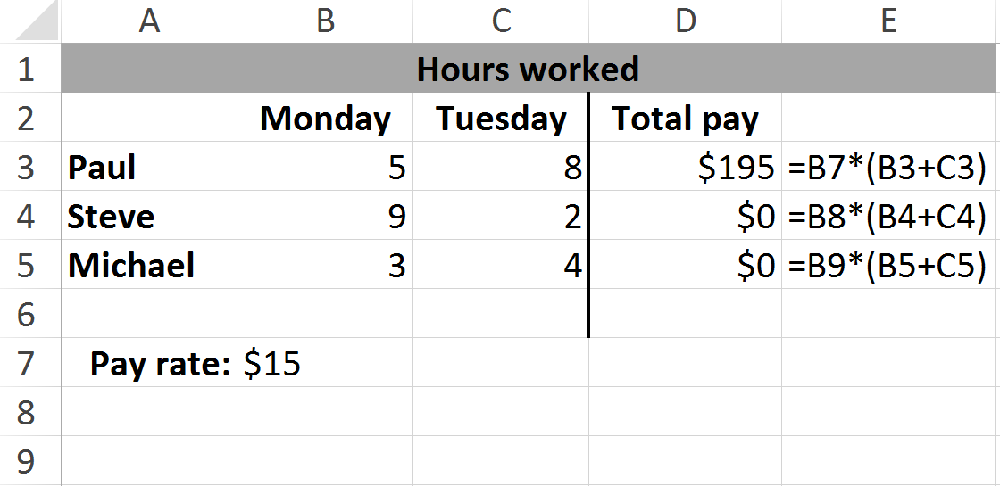 A B C D E
1 Hours worked
2 Monday Tuesday Total pay
3 Paul 5 8 $195 =B7*(B3+C3)
4 Steve 9 2 $0 =B8*(B4+C4)
5 Michael 3 4 $0 =B9*(B5+C5)
6
7 Pay rate: $15
8
9